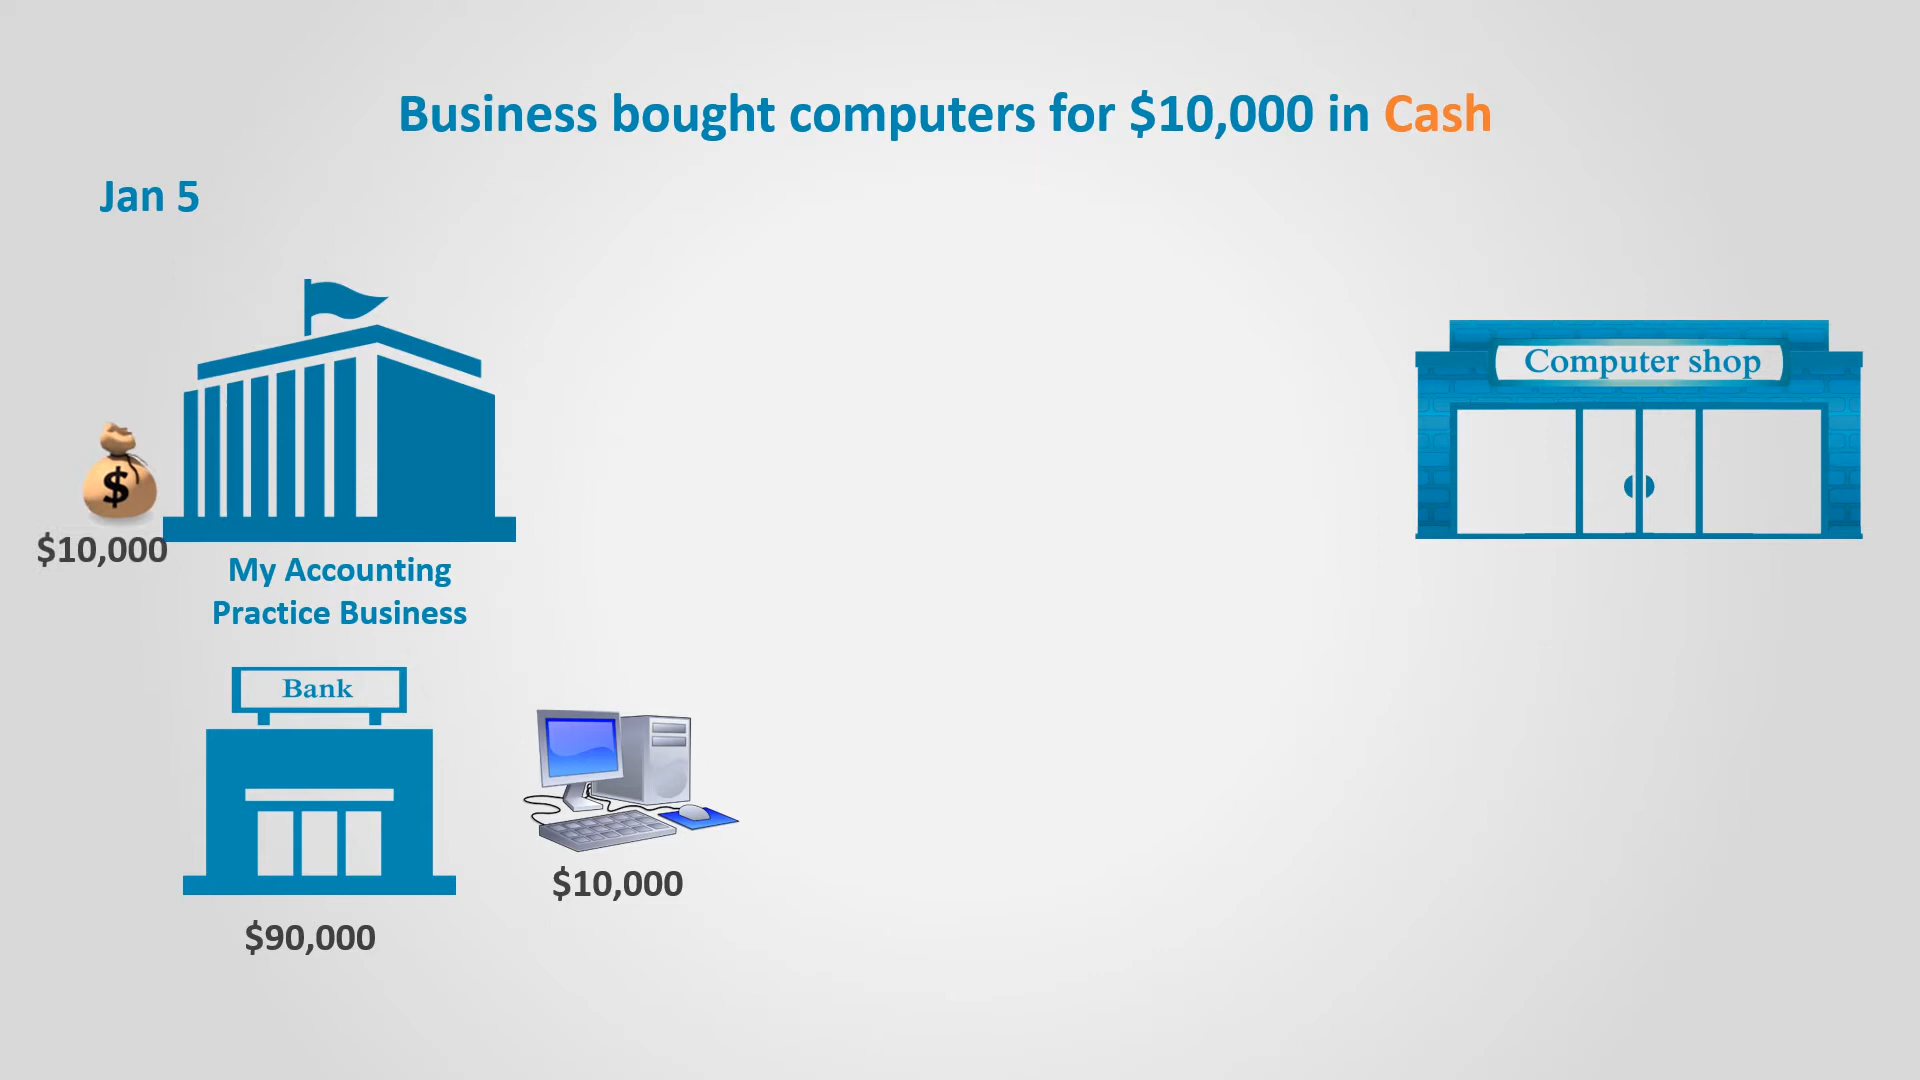 Business bought computers for $10,000 in Cash
Jan 5
Computer shop
$
$10,000
My Accounting
Practice Business
Bank
$10,000
$90,000